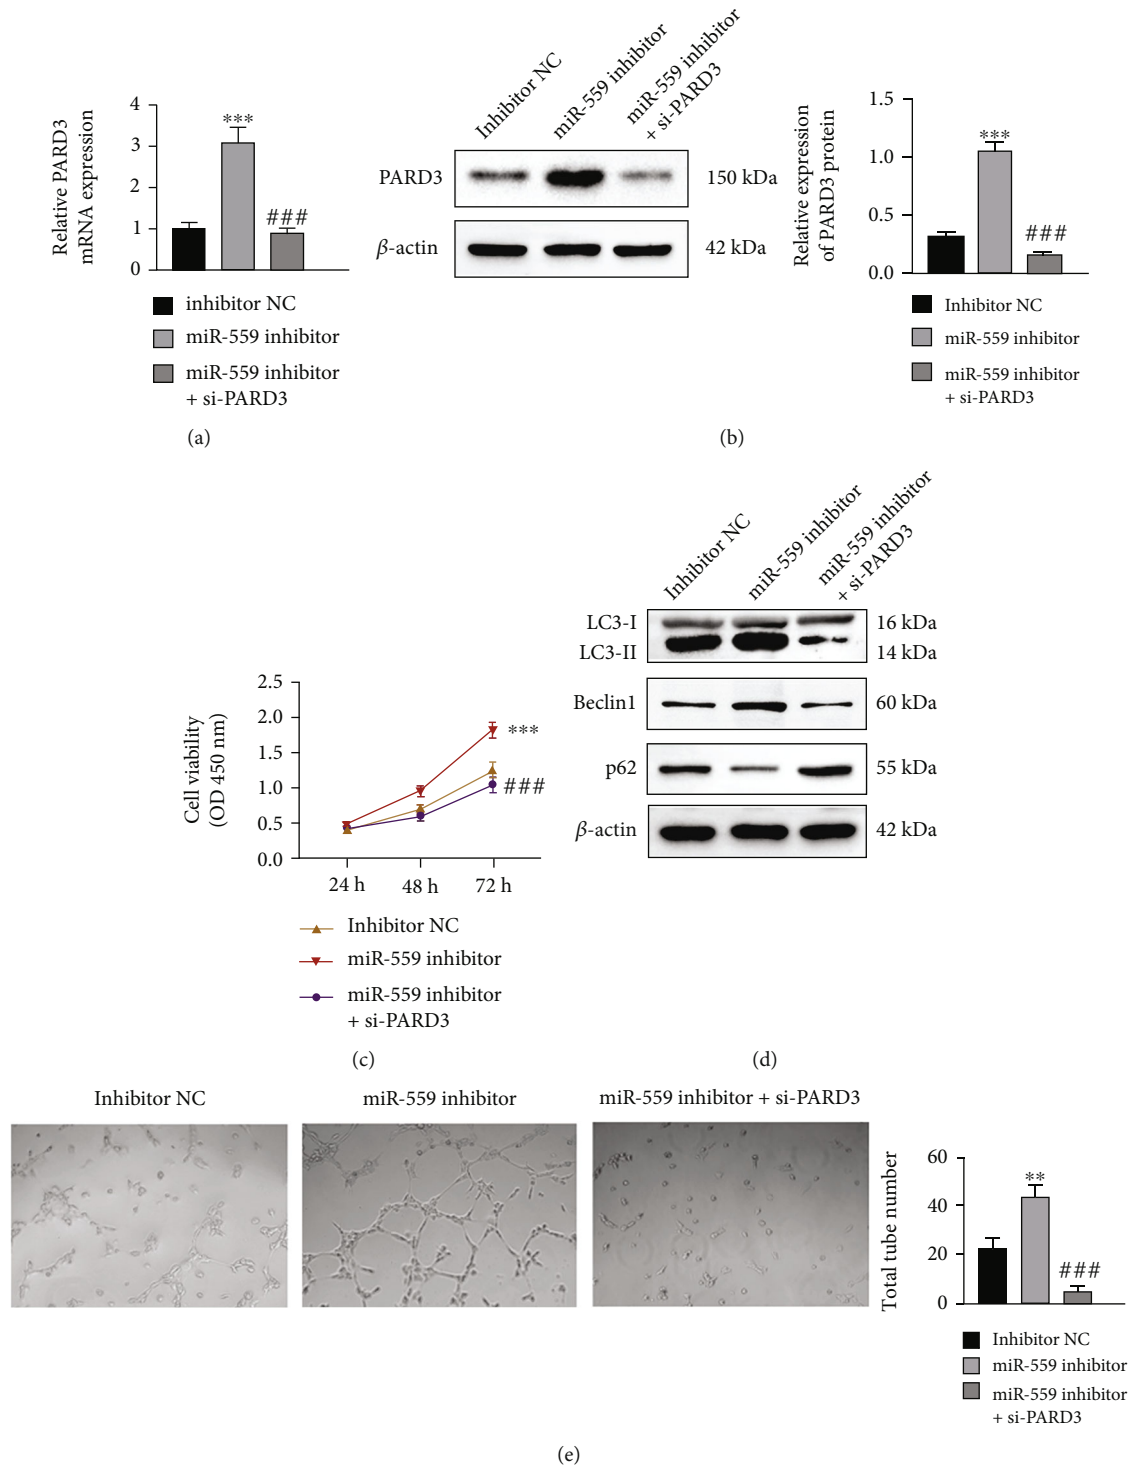 Relative PARD3
mRNA expression
4
3
2
1
0
***
###
inhibitor NC
miR-559 inhibitor
miR-559 inhibitor
+ si-PARD3
(a)
Inhibitor NC
miR-559 inhibitor
miR-559 inhibitor
+ si-PARD3
PARD3
150 kDa
β-actin
42 kDa
Relative expression
of PARD3 protein
1.5
1.0
0.5
0.0
***
###
Inhibitor NC
miR-559 inhibitor
miR-559 inhibitor
+ si-PARD3
(b)
Cell viability
(OD 450 nm)
2.5
2.0
1.5
1.0
0.5
0.0
***
###
24 h
48 h
72 h
Inhibitor NC
miR-559 inhibitor
miR-559 inhibitor
+ si-PARD3
(c)
Inhibitor NC
miR-559 inhibitor
miR-559 inhibitor
+ si-PARD3
LC3-I
16 kDa
LC3-II
14 kDa
Beclin1
60 kDa
p62
55 kDa
β-actin
42 kDa
(d)
Inhibitor NC
miR-559 inhibitor
miR-559 inhibitor + si-PARD3
Total tube number
60
40
20
0
**
###
Inhibitor NC
miR-559 inhibitor
miR-559 inhibitor
+ si-PARD3
(e)